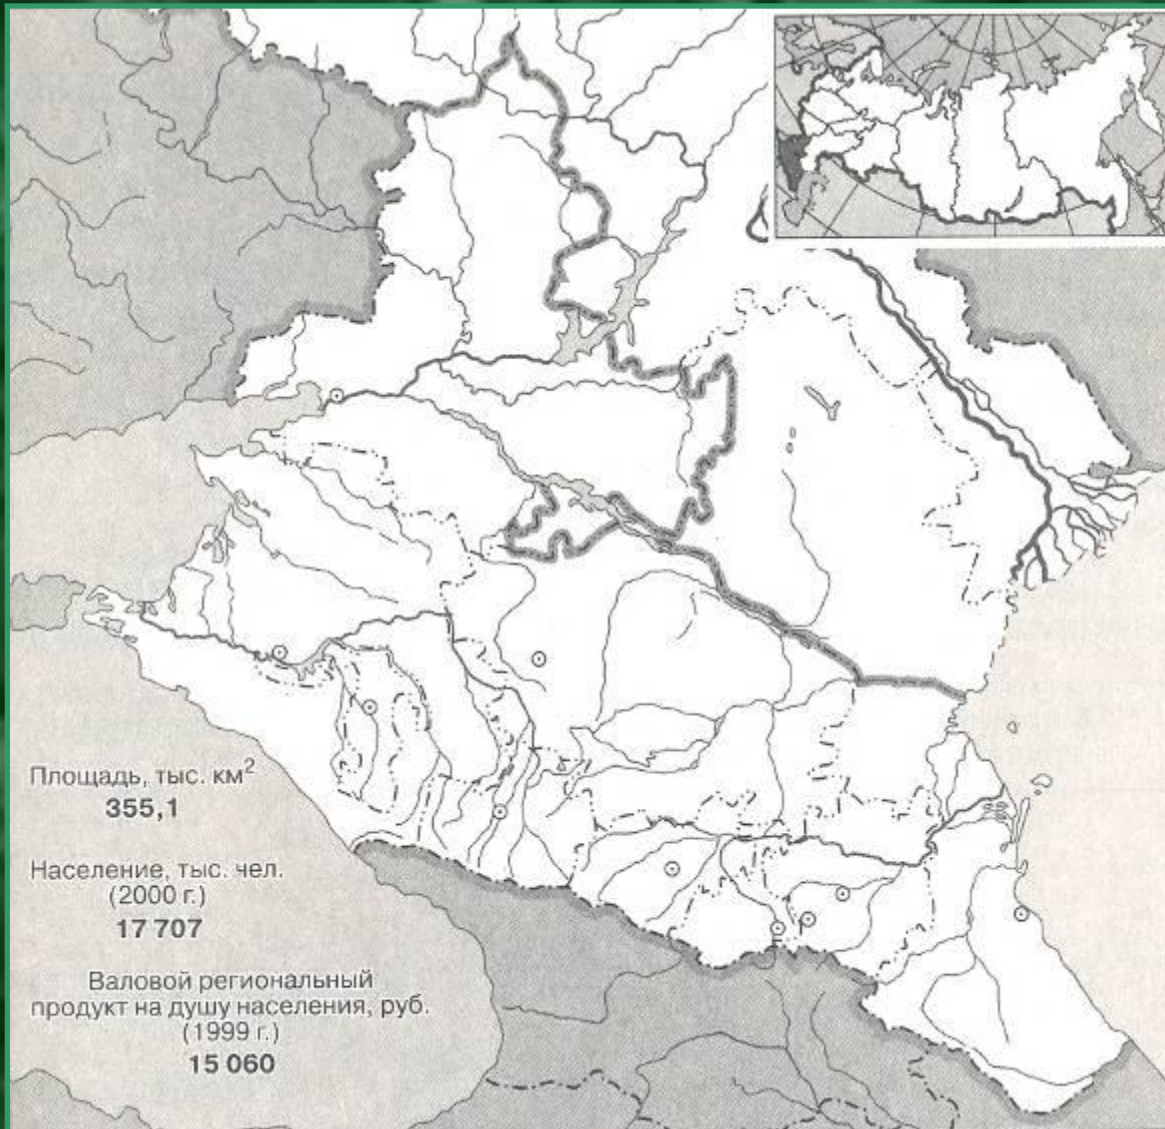 Площадь, тыс. км²
355,1
Население, тыс. чел.
(2000 г.)
17 707
Валовой региональный
продукт на душу населения, руб.
(1999 г.)
15 060